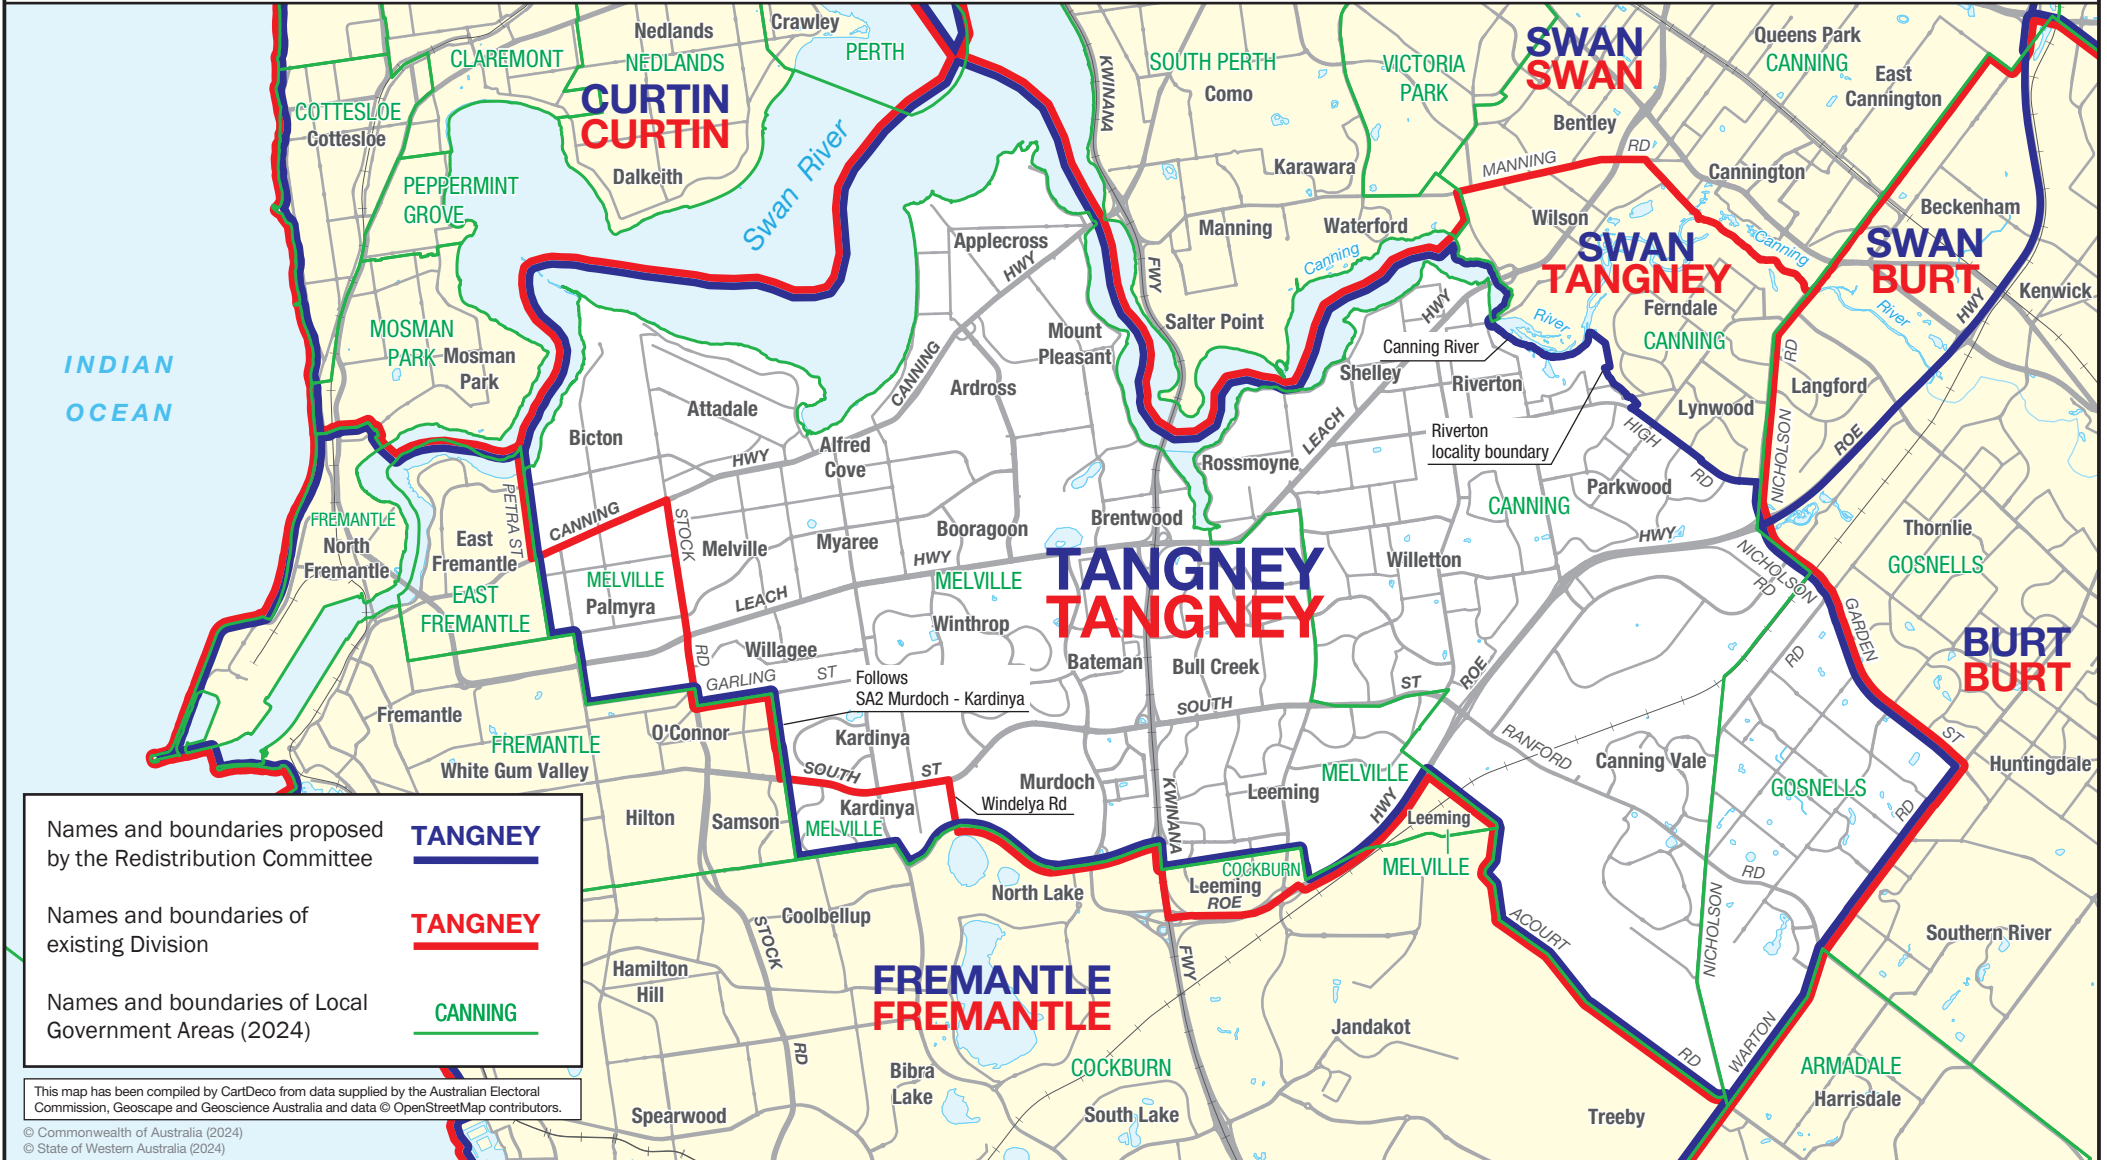 Crawley
Nedlands
NEDLANDS
CLAREMONT
PERTH
CURTIN
CURTIN
COTTESLOE
Cottesloe
Dalkeith
PEPPERMINT
GROVE
Swan River
KWINANA
FWY
SOUTH PERTH
Como
VICTORIA
PARK
SWAN
SWAN
Queens Park
CANNING
East
Cannington
Bentley
MANNING
RD
Karawara
Cannington
Manning
Waterford
Wilson
Beckenham
Canning
Canning
SWAN
TANGNEY
SWAN
BURT
Applecross
HWY
Kenwick
HWY
River
River
Ferndale
CANNING
MOSMAN
PARK
Mosman
Park
INDIAN
OCEAN
Mount
Pleasant
Salter Point
HWY
Canning River
Shelley
Riverton
RD
Langford
Lynwood
CANNING
Ardross
Attadale
Bicton
Alfred
Cove
HWY
LEACH
Riverton
locality boundary
HIGH
RD
NICHOLSON
ROE
Rossmoyne
Parkwood
CANNING
PETRA ST
CANNING
STOCK
RD
FREMANTLE
North
Fremantle
East
Fremantle
EAST
FREMANTLE
Melville
Myaree
Booragoon
Brentwood
HWY
HWY
Thornlie
GOSNELLS
TANGNEY
TANGNEY
Willetton
MELVILLE
Palmyra
MELVILLE
LEACH
Winthrop
NICHOLSON
RD
GARDEN
ST
Willagee
GARLING
ST
Bateman
Bull Creek
Follows
SA2 Murdoch - Kardinya
SOUTH
ST
ROE
RD
BURT
BURT
Fremantle
O'Connor
Kardinya
FREMANTLE
White Gum Valley
RANFORD
Canning Vale
Huntingdale
SOUTH
ST
Murdoch
KWINANA
MELVILLE
Leeming
HWY
GOSNELLS
RD
Windelya Rd
Kardinya
MELVILLE
Hilton
Samson
Leeming
MELVILLE
COCKBURN
Leeming
ROE
RD
North Lake
Coolbellup
STOCK
RD
FWY
ACOURT
RD
NICHOLSON
Southern River
Hamilton
Hill
FREMANTLE
FREMANTLE
Jandakot
WARTON
COCKBURN
ARMADALE
Harrisdale
Bibra
Lake
South Lake
Spearwood
Treeby
Names and boundaries proposed
by the Redistribution Committee
TANGNEY
Names and boundaries of
existing Division
TANGNEY
Names and boundaries of Local
Government Areas (2024)
CANNING
This map has been compiled by CartDeco from data supplied by the Australian Electoral
Commission, Geoscape and Geoscience Australia and data © OpenStreetMap contributors.
© Commonwealth of Australia (2024)
© State of Western Australia (2024)